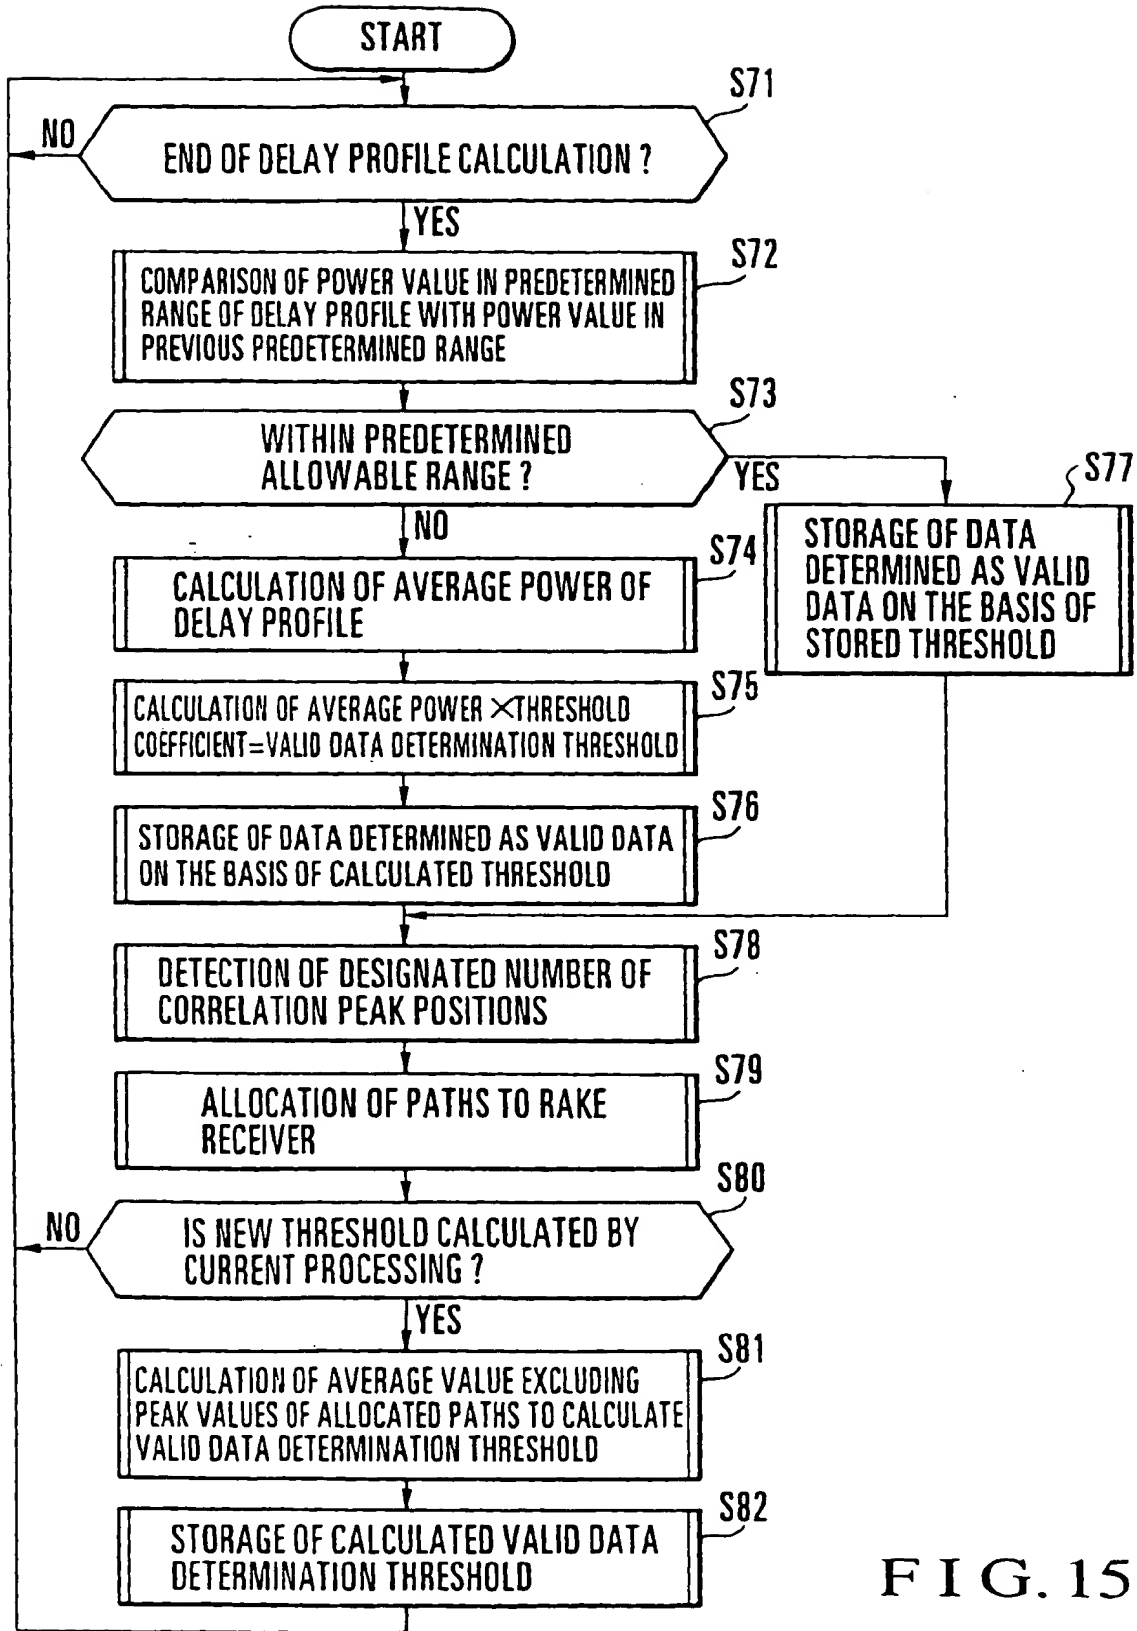 START
S71
NO
END OF DELAY PROFILE CALCULATION ?
YES
S72
COMPARISON OF POWER VALUE IN PREDETERMINED
RANGE OF DELAY PROFILE WITH POWER VALUE IN
PREVIOUS PREDETERMINED RANGE
S73
WITHIN PREDETERMINED
ALLOWABLE RANGE ?
YES
NO
S77
STORAGE OF DATA
DETERMINED AS VALID
DATA ON THE BASIS OF
STORED THRESHOLD
S74
CALCULATION OF AVERAGE POWER OF
DELAY PROFILE
S75
CALCULATION OF AVERAGE POWER ×THRESHOLD
COEFFICIENT=VALID DATA DETERMINATION THRESHOLD
S76
STORAGE OF DATA DETERMINED AS VALID DATA
ON THE BASIS OF CALCULATED THRESHOLD
S78
DETECTION OF DESIGNATED NUMBER OF
CORRELATION PEAK POSITIONS
S79
ALLOCATION OF PATHS TO RAKE
RECEIVER
S80
NO
IS NEW THRESHOLD CALCULATED BY
CURRENT PROCESSING ?
YES
S81
CALCULATION OF AVERAGE VALUE EXCLUDING
PEAK VALUES OF ALLOCATED PATHS TO CALCULATE
VALID DATA DETERMINATION THRESHOLD
S82
STORAGE OF CALCULATED VALID DATA
DETERMINATION THRESHOLD
FIG. 15